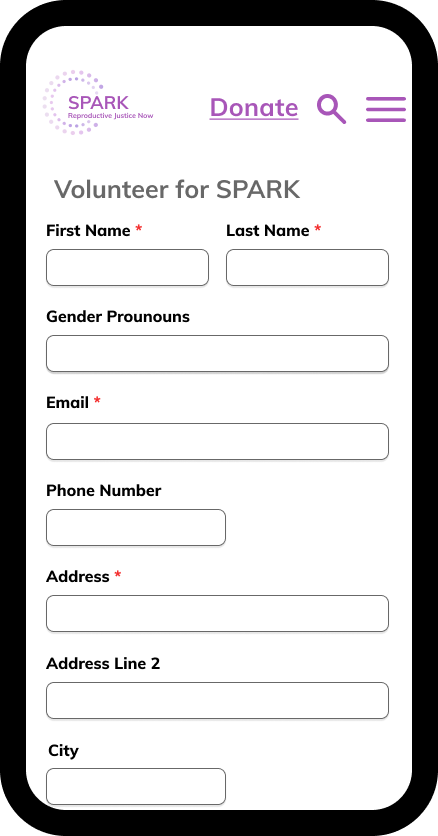 SPARK
Reproductive Justice Now
Donate
Volunteer for SPARK
First Name * Last Name *
Gender Prounouns
Email *
Phone Number
Address *
Address Line 2
City